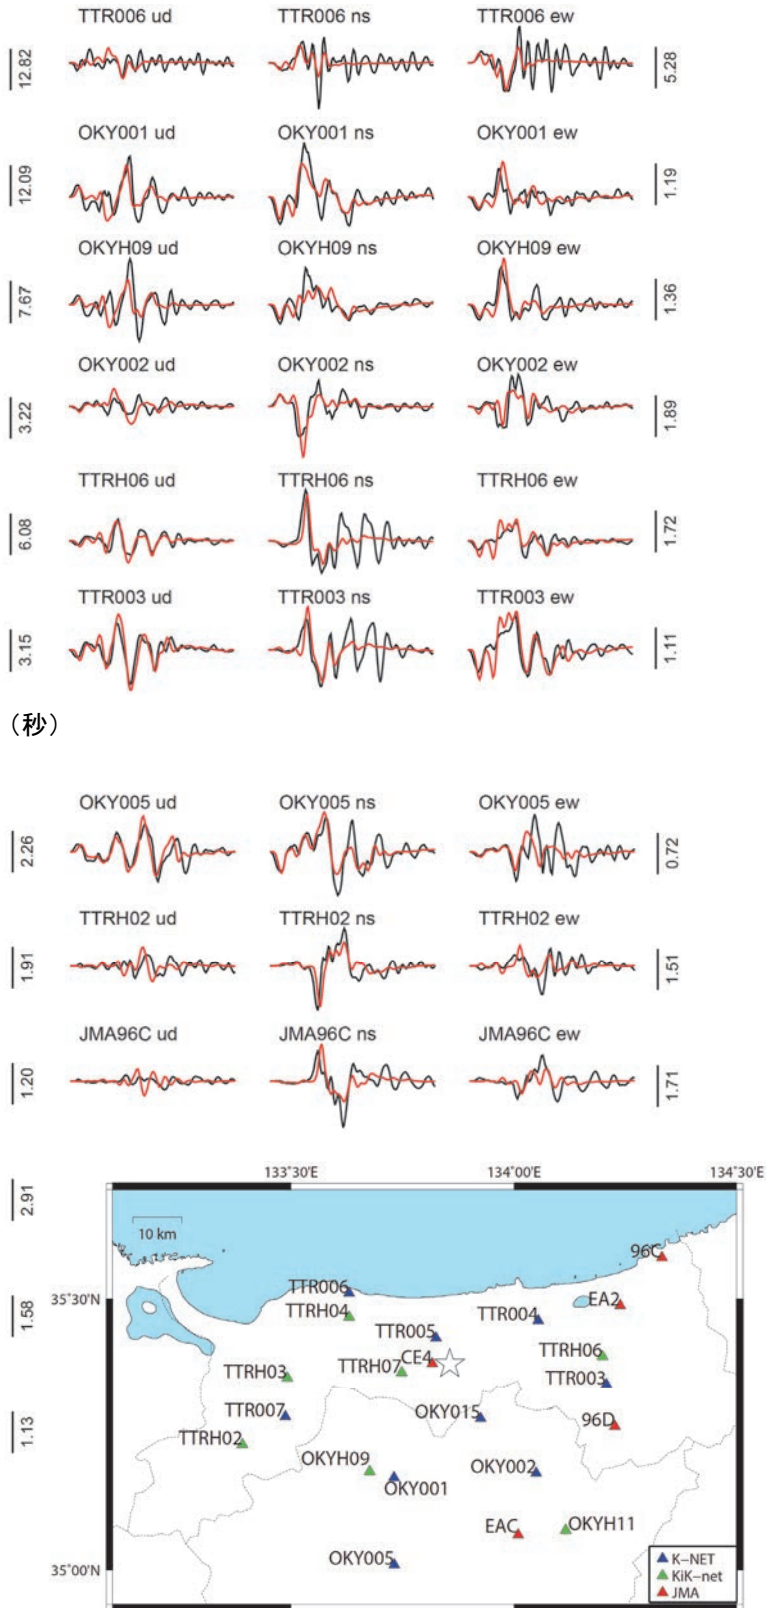 TTR006 ud TTR006 ns TTR006 ew
12.82 5.28
OKY001 ud OKY001 ns OKY001 ew
12.09 1.19
OKYH09 ud OKYH09 ns OKYH09 ew
7.67 1.36
OKY002 ud OKY002 ns OKY002 ew
3.22 1.89
TTRH06 ud TTRH06 ns TTRH06 ew
6.08 1.72
TTR003 ud TTR003 ns TTR003 ew
3.15 1.11
（秒）
OKY005 ud OKY005 ns OKY005 ew
2.26 0.72
TTRH02 ud TTRH02 ns TTRH02 ew
1.91 1.51
JMA96C ud JMA96C ns JMA96C ew
1.20 1.71
133°30'E 134°00'E 134°30'E
2.91
10 km
96C
TTR006 EA2
35°30'N 1.58
TTRH04 TTR004
TTR005
CE4 TTRH06
TTRH03 TTRH07 TTR003
TTR007 OKY015 96D
1.13
TTRH02
OKYH09 OKY002
OKY001
EAC OKYH11
OKY005
35°00'N
K-NET
KiK-net
JMA